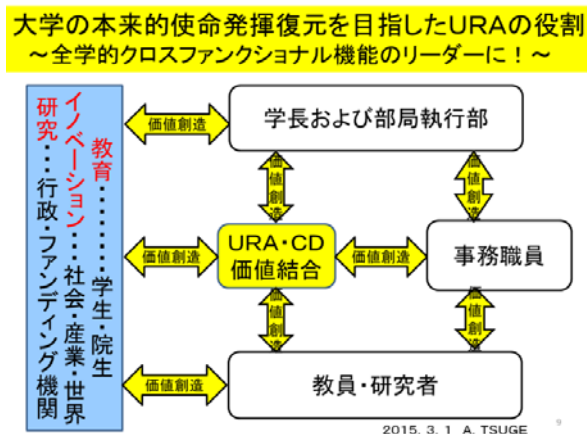 大学の本来的使命発揮復元を目指したURAの役割
～全学的クロスファンクショナル機能のリーダーに！～
教育・・・・・・・・学生・院生
イノベーション・・・社会・産業・世界
研究・・・行政・ファンディング機関
価値創造
学長および部局執行部
価値創造
価値創造
価値創造
URA・CD
価値結合
価値創造
事務職員
価値創造
価値創造
価値創造
教員・研究者
2015. 3. 1 A. TSUGE
9